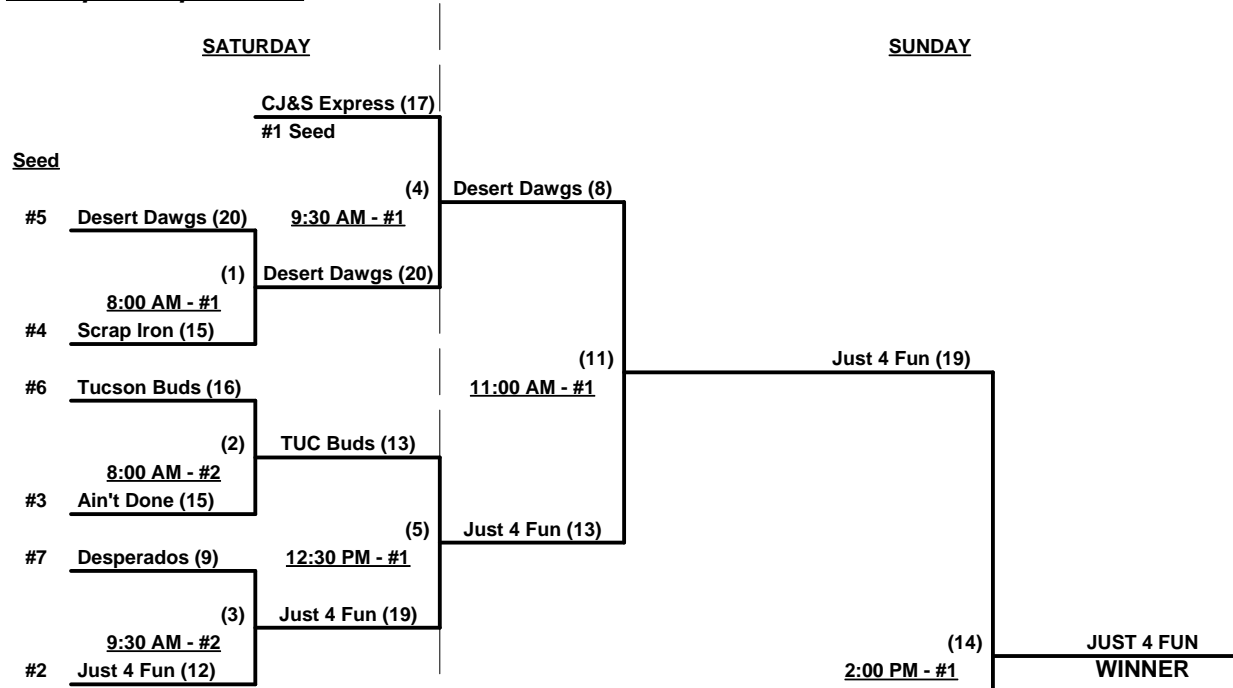 SATURDAY
SUNDAY
CJ&S Express (17)
#1 Seed
Seed
(4)
Desert Dawgs (8)
#5
Desert Dawgs (20)
9:30 AM - #1
(1)
Desert Dawgs (20)
8:00 AM - #1
#4
Scrap Iron (15)
(11)
Just 4 Fun (19)
#6
Tucson Buds (16)
11:00 AM - #1
(2)
TUC Buds (13)
8:00 AM - #2
#3
Ain't Done (15)
(5)
Just 4 Fun (13)
#7
Desperados (9)
12:30 PM - #1
(3)
Just 4 Fun (19)
9:30 AM - #2
(14)
JUST 4 FUN
#2
Just 4 Fun (12)
2:00 PM - #1
WINNER